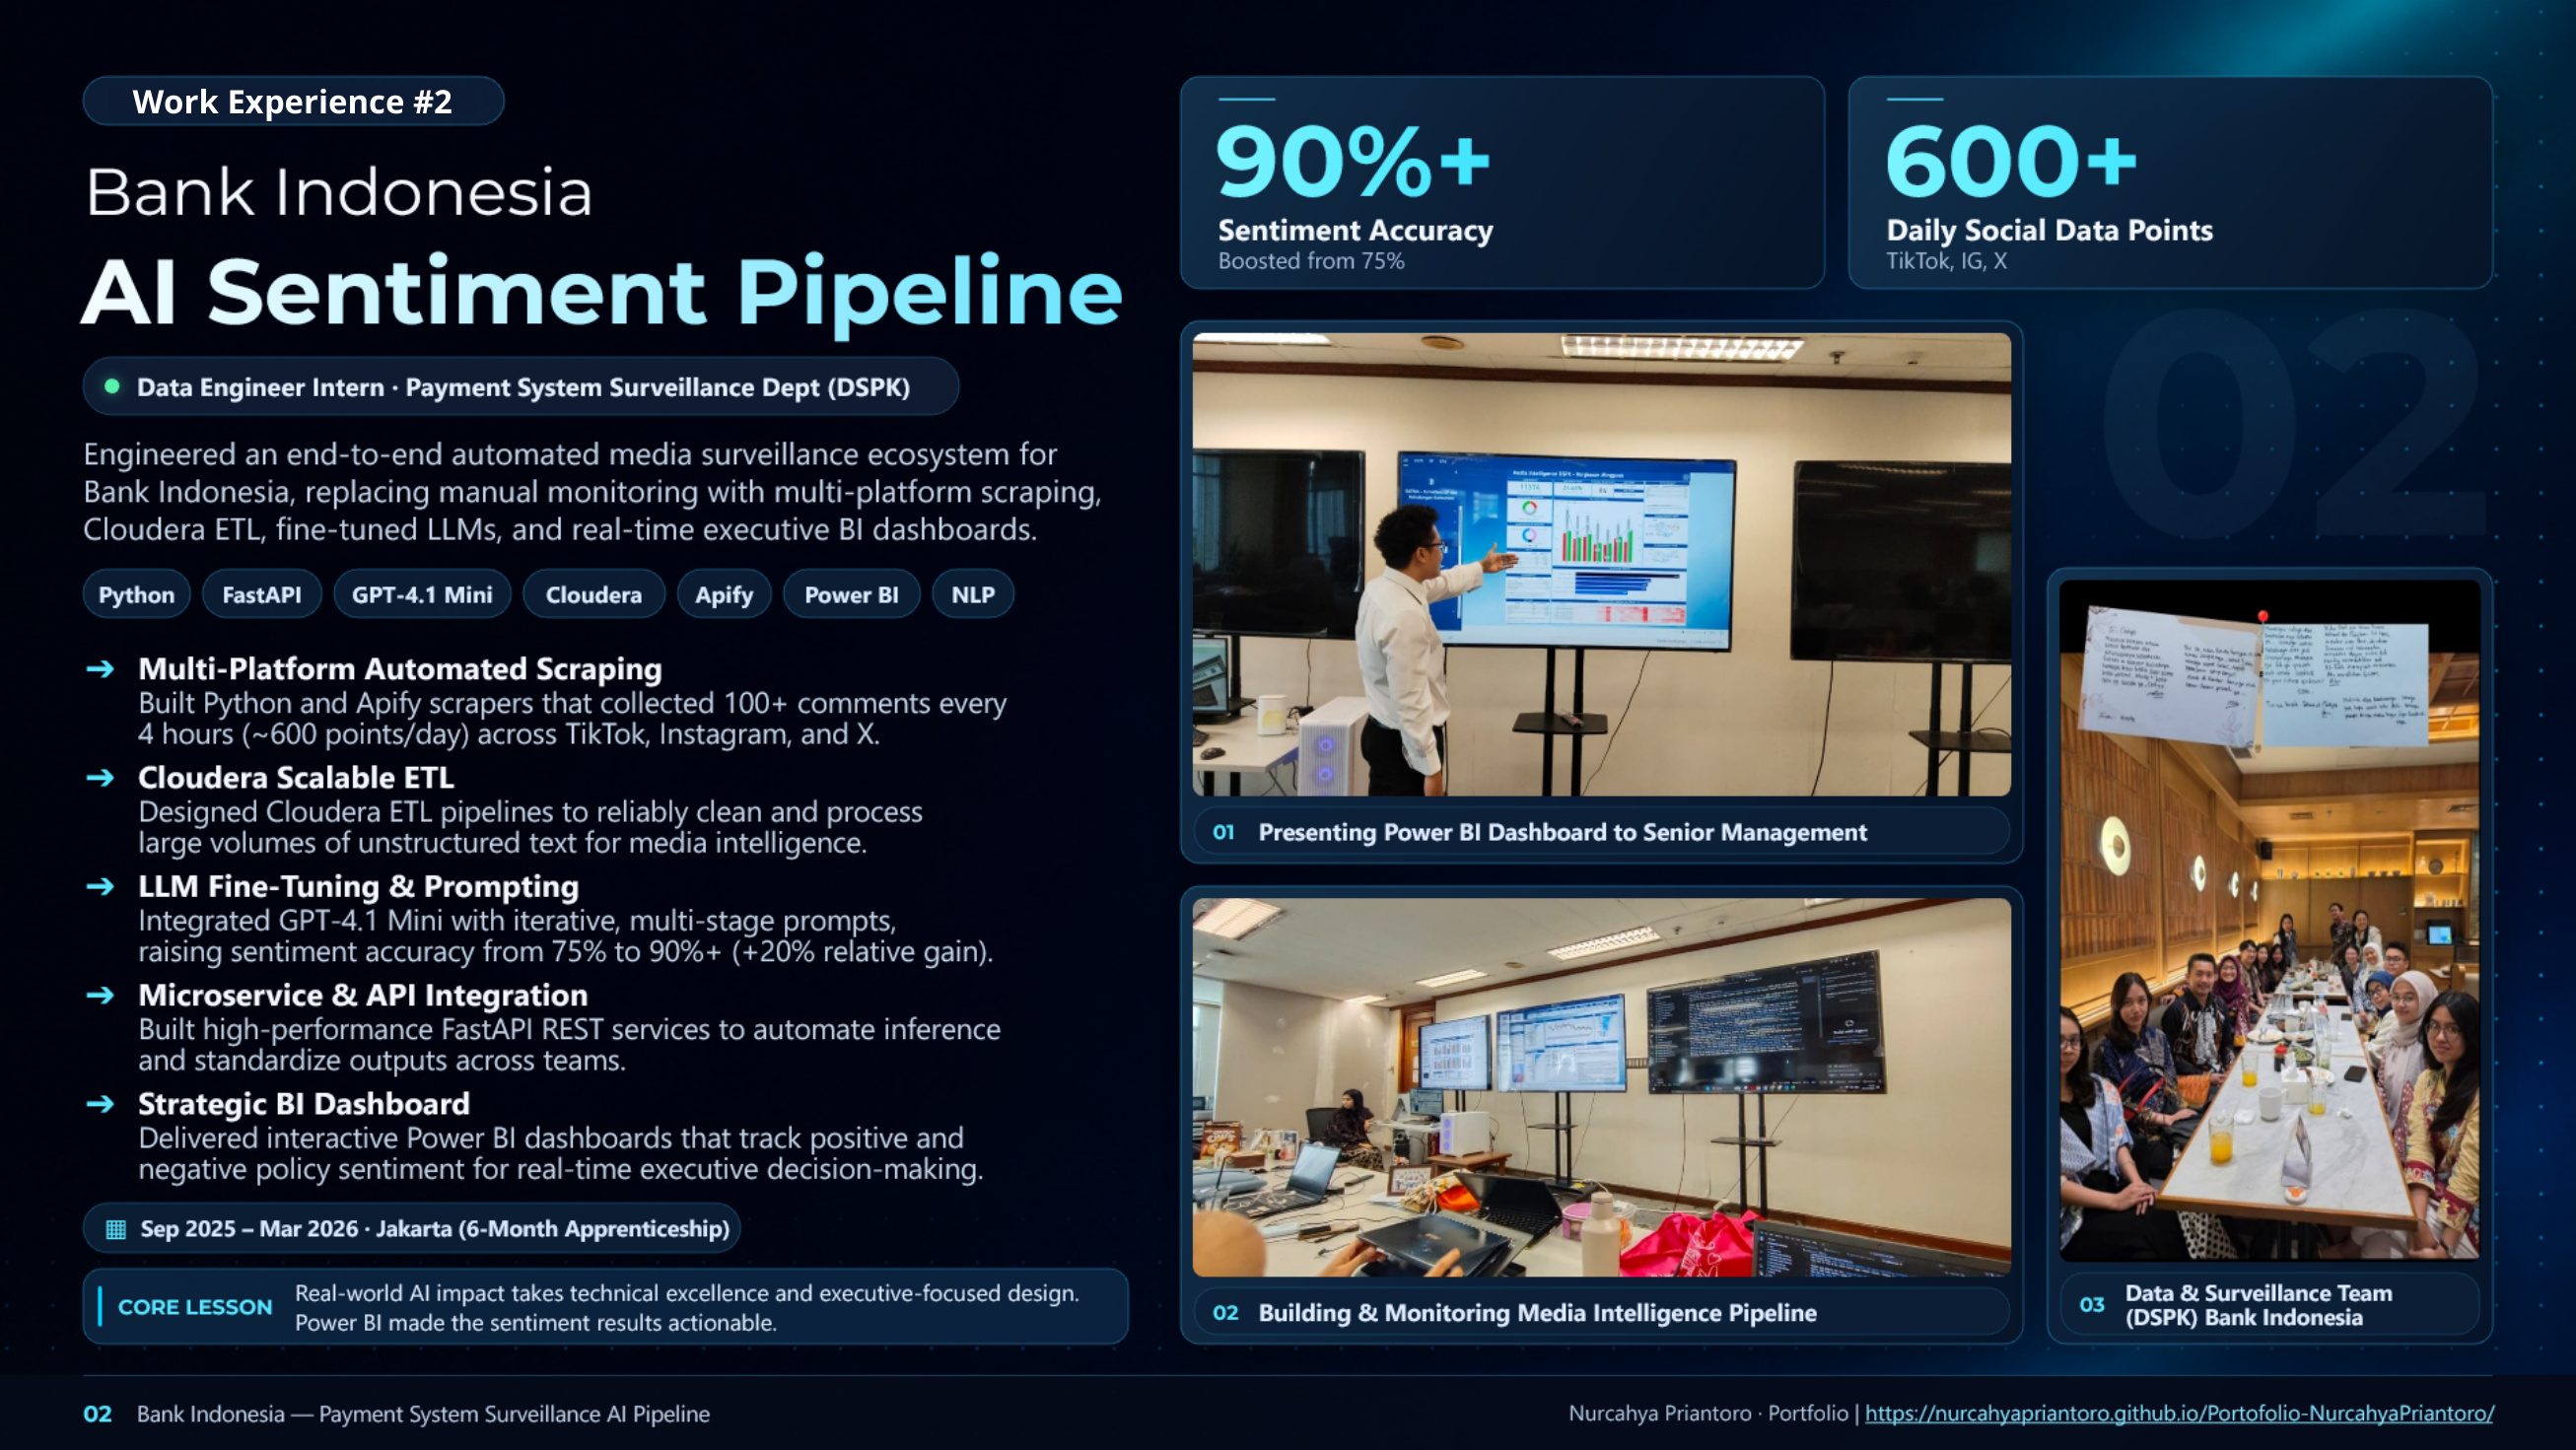 Work Experience #2
Bank Indonesia
AI Sentiment Pipeline
Data Engineer Intern · Payment System Surveillance Dept (DSPK)
Engineered an end-to-end automated media surveillance ecosystem for
Bank Indonesia, replacing manual monitoring with multi-platform scraping,
Cloudera ETL, fine-tuned LLMs, and real-time executive BI dashboards.
Python FastAPI GPT-4.1 Mini Cloudera Apify Power BI NLP
➔ Multi-Platform Automated Scraping
Built Python and Apify scrapers that collected 100+ comments every
4 hours (~600 points/day) across TikTok, Instagram, and X.
➔ Cloudera Scalable ETL
Designed Cloudera ETL pipelines to reliably clean and process
large volumes of unstructured text for media intelligence.
➔ LLM Fine-Tuning & Prompting
Integrated GPT-4.1 Mini with iterative, multi-stage prompts,
raising sentiment accuracy from 75% to 90%+ (+20% relative gain).
➔ Microservice & API Integration
Built high-performance FastAPI REST services to automate inference
and standardize outputs across teams.
➔ Strategic BI Dashboard
Delivered interactive Power BI dashboards that track positive and
negative policy sentiment for real-time executive decision-making.
Sep 2025 – Mar 2026 · Jakarta (6-Month Apprenticeship)
CORE LESSON
Real-world AI impact takes technical excellence and executive-focused design.
Power BI made the sentiment results actionable.
90%+
Sentiment Accuracy
Boosted from 75%
600+
Daily Social Data Points
TikTok, IG, X
02
01 Presenting Power BI Dashboard to Senior Management
02 Building & Monitoring Media Intelligence Pipeline
03 Data & Surveillance Team
(DSPK) Bank Indonesia
02 Bank Indonesia — Payment System Surveillance AI Pipeline
Nurcahya Priantoro · Portfolio | https://nurcahyapriantoro.github.io/Portofolio-NurcahyaPriantoro/